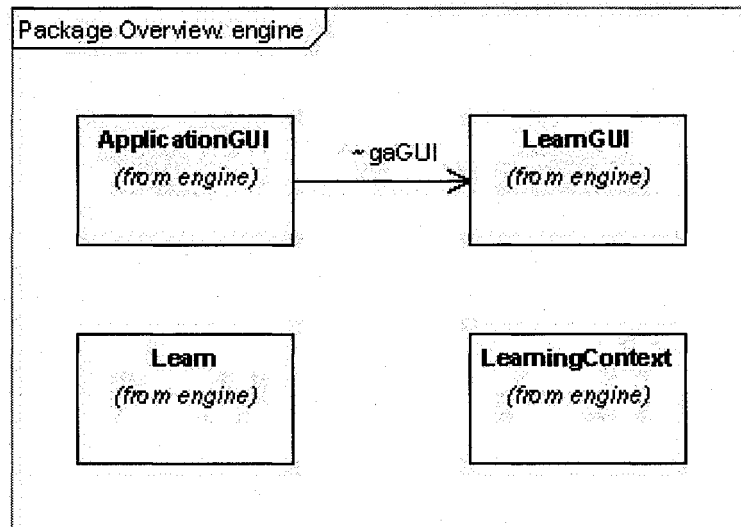 Package Overview: engine
ApplicationGUI
(from engine)
~gaGUI
LearnGUI
(from engine)
Learn
(from engine)
LearningContext
(from engine)